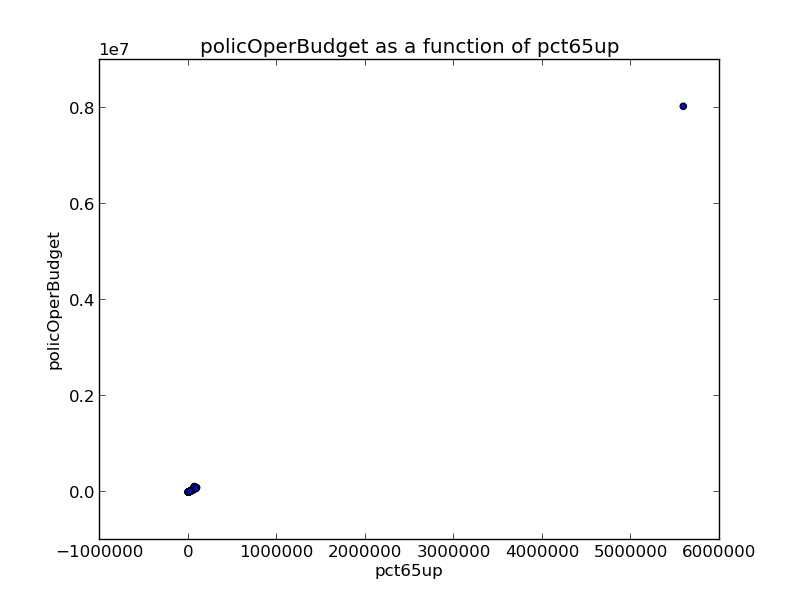 policOperBudget as a function of pct65up
1e7
0.8
0.6
0.4
0.2
0.0
policOperBudget
−1000000 0 1000000 2000000 3000000 4000000 5000000 6000000
pct65up